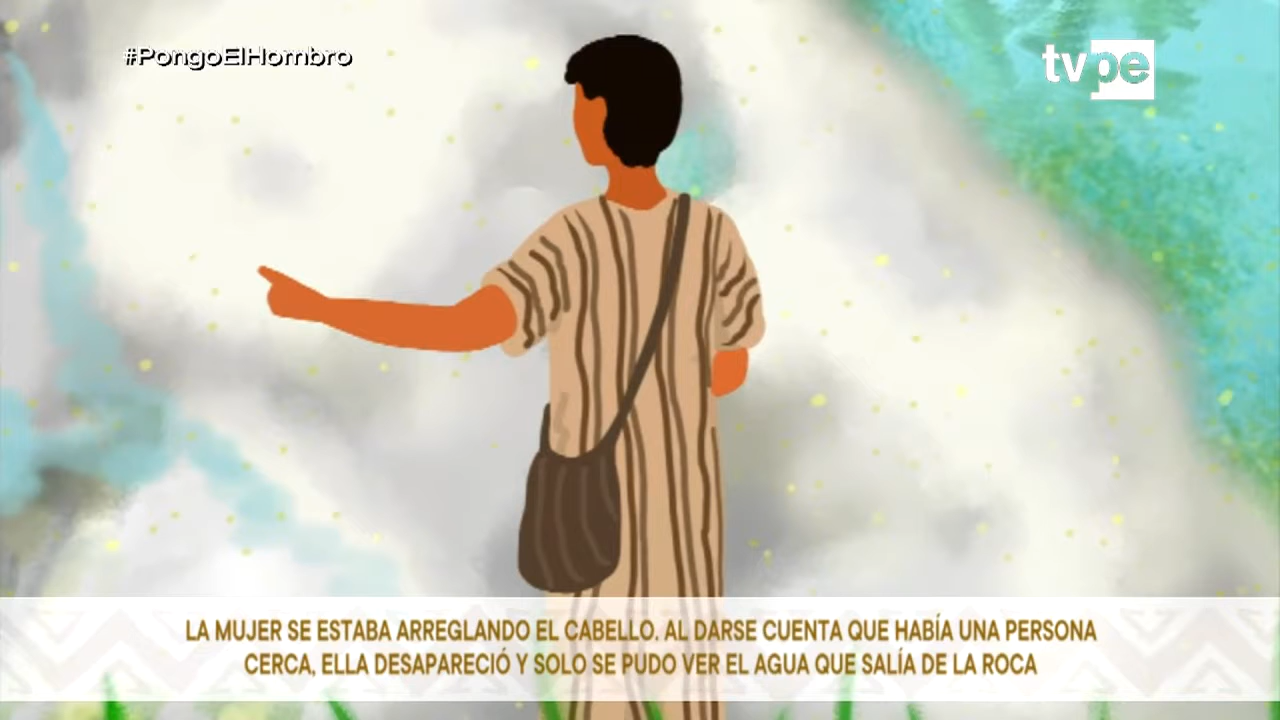 #PongoElHombro
tvpe
LA MUJER SE ESTABA ARREGLANDO EL CABELLO. AL DARSE CUENTA QUE HABÍA UNA PERSONA
CERCA, ELLA DESAPARECIÓ Y SOLO SE PUDO VER EL AGUA QUE SALÍA DE LA ROCA